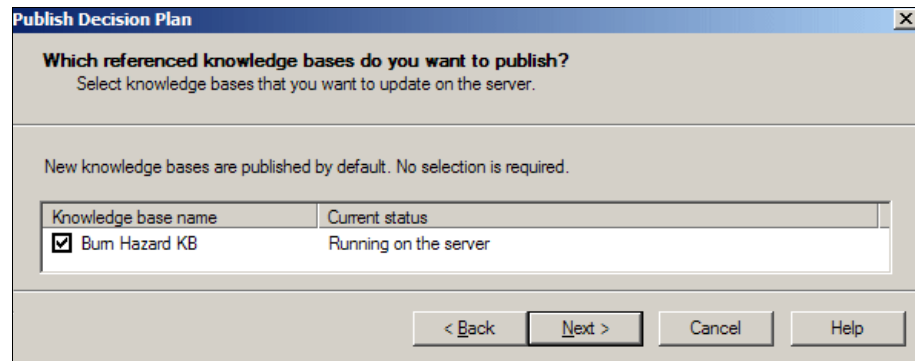 Publish Decision Plan
Which referenced knowledge bases do you want to publish?
Select knowledge bases that you want to update on the server.
New knowledge bases are published by default. No selection is required.
Knowledge base name Current status
Burn Hazard KB Running on the server
< Back Next > Cancel Help